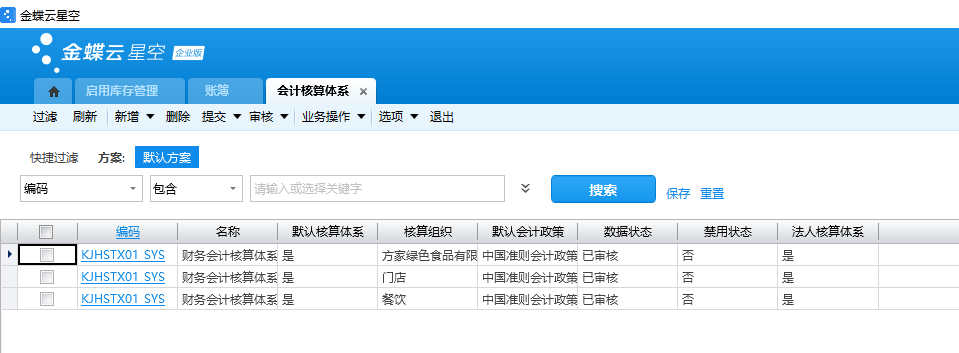 金蝶云星空
金蝶云 星空 企业版
启用库存管理 账簿 会计核算体系 ×
过滤 刷新 新增 删除 提交 审核 业务操作 选项 退出
快捷过滤 方案: 默认方案
编码 包含 请输入或选择关键字 搜索 保存 重置
编码 名称 默认核算体系 核算组织 默认会计政策 数据状态 禁用状态 法人核算体系
KJHSTX01_SYS 财务会计核算体系 是 方家绿色食品有限 中国准则会计政策 已审核 否 是
KJHSTX01_SYS 财务会计核算体系 是 门店 中国准则会计政策 已审核 否 是
KJHSTX01_SYS 财务会计核算体系 是 餐饮 中国准则会计政策 已审核 否 是